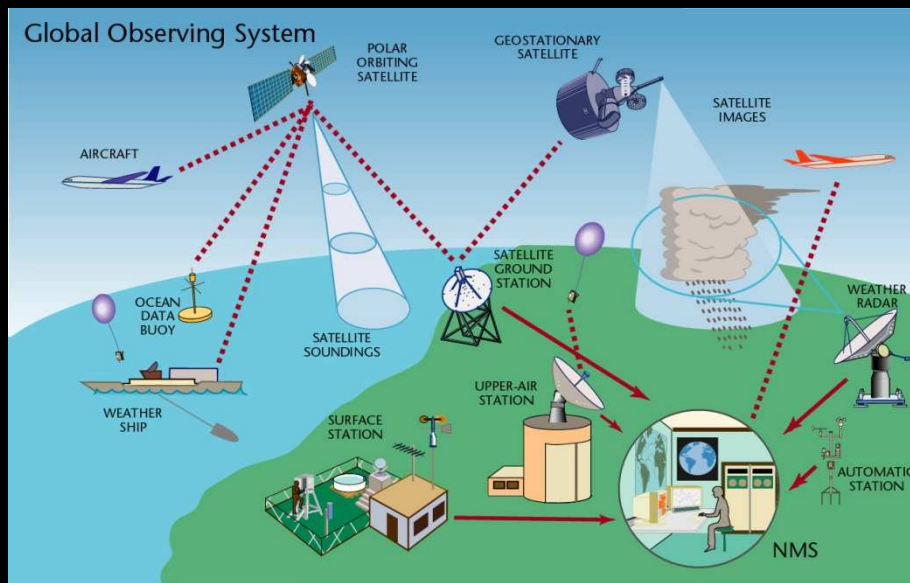 Global Observing System
POLAR
ORBITING
SATELLITE
GEOSTATIONARY
SATELLITE
SATELLITE
IMAGES
AIRCRAFT
OCEAN
DATA
BUOY
SATELLITE
SOUNDINGS
SATELLITE
GROUND
STATION
WEATHER
RADAR
WEATHER
SHIP
UPPER-AIR
STATION
SURFACE
STATION
AUTOMATIC
STATION
NMS